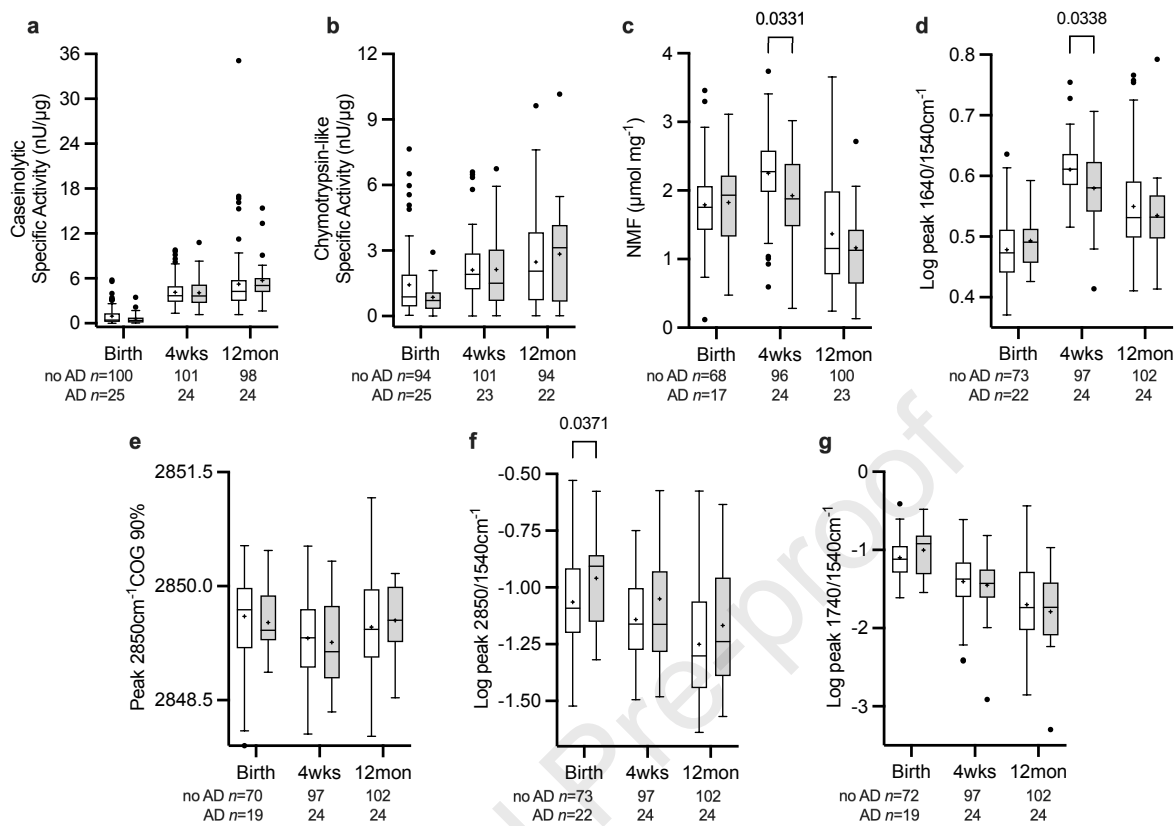 a
Caseinolytic
Specific Activity (nU/µg)
36
30
24
18
12
6
0
Birth 4wks 12mon
no AD n=100 101 98
AD n=25 24 24
b
Chymotrypsin-like
Specific Activity (nU/µg)
12
9
6
3
0
Birth 4wks 12mon
no AD n=94 101 94
AD n=25 23 22
c
0.0331
NMF (µmol mg⁻¹)
4
3
2
1
0
Birth 4wks 12mon
no AD n=68 96 100
AD n=17 24 23
d
0.0338
Log peak 1640/1540cm⁻¹
0.8
0.7
0.6
0.5
0.4
Birth 4wks 12mon
no AD n=73 97 102
AD n=22 24 24
e
Peak 2850cm⁻¹COG 90%
2851.5
2850.0
2848.5
Birth 4wks 12mon
no AD n=70 97 102
AD n=19 24 24
f
0.0371
Log peak 2850/1540cm⁻¹
-0.50
-0.75
-1.00
-1.25
-1.50
Birth 4wks 12mon
no AD n=73 97 102
AD n=22 24 24
g
Log peak 1740/1540cm⁻¹
0
-1
-2
-3
Birth 4wks 12mon
no AD n=72 97 102
AD n=19 24 24
Pre-proof